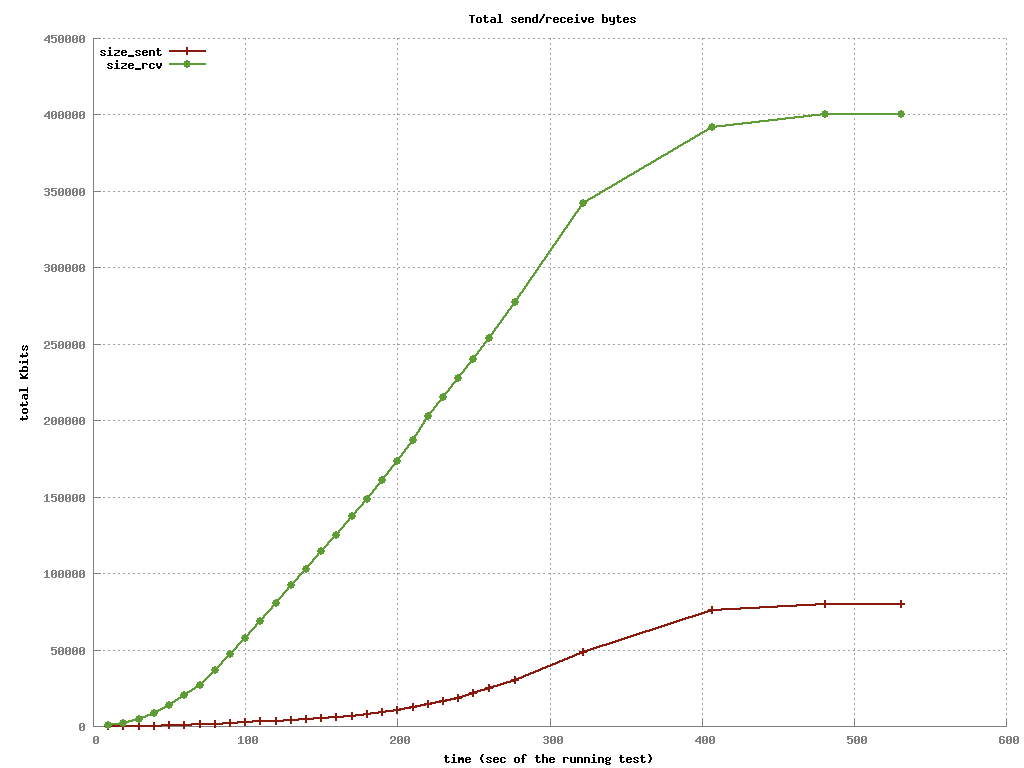 Total send/receive bytes
450000
size_sent
size_rcv
400000
350000
300000
250000
total Kbits
200000
150000
100000
50000
0
0 100 200 300 400 500 600
time (sec of the running test)